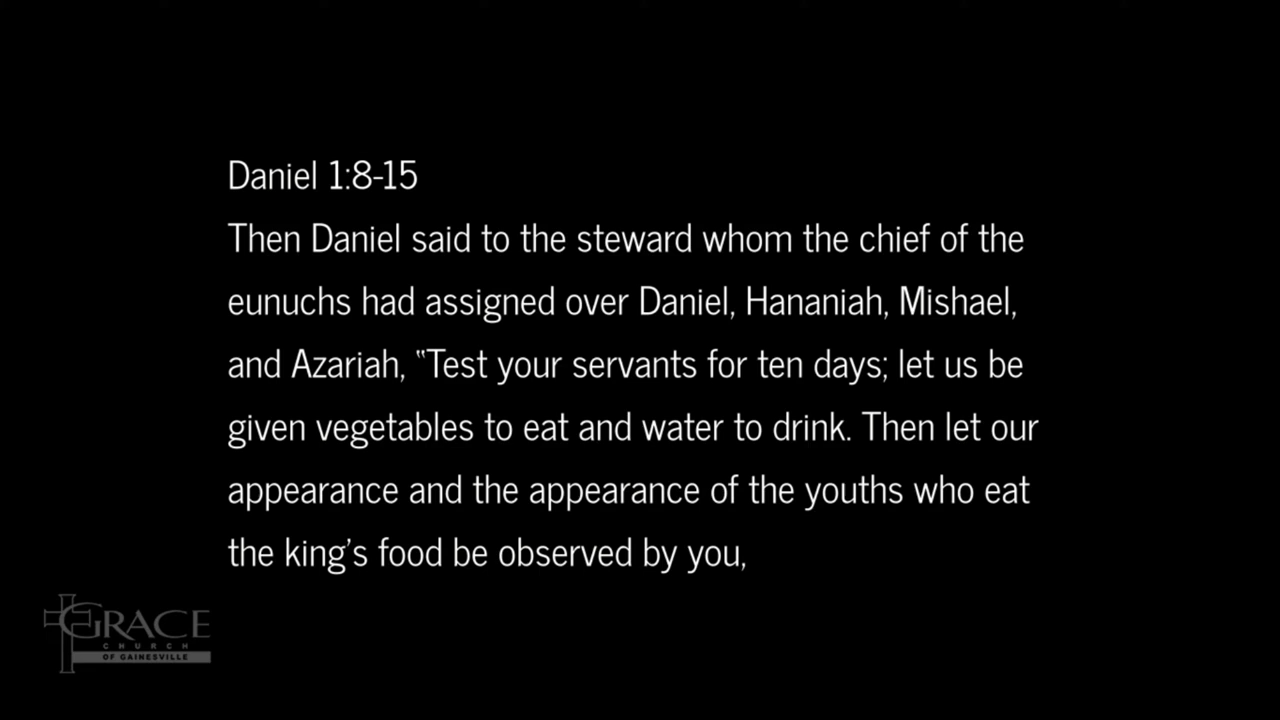 Daniel 1:8-15
Then Daniel said to the steward whom the chief of the
eunuchs had assigned over Daniel, Hananiah, Mishael,
and Azariah, “Test your servants for ten days; let us be
given vegetables to eat and water to drink. Then let our
appearance and the appearance of the youths who eat
the king’s food be observed by you,
GRACE
CHURCH
OF GAINESVILLE